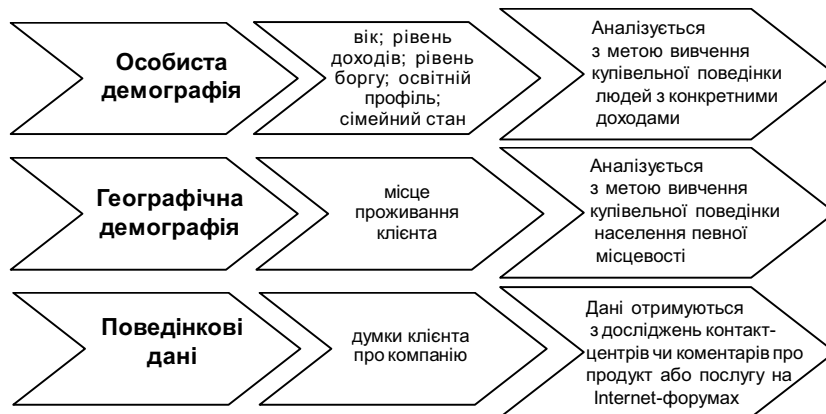 Особиста
демографія
вік; рівень
доходів; рівень
боргу; освітній
профіль;
сімейний стан
Аналізується
з метою вивчення
купівельної поведінки
людей з конкретними
доходами
Географічна
демографія
місце
проживання
клієнта
Аналізується
з метою вивчення
купівельної поведінки
населення певної
місцевості
Поведінкові
дані
думки клієнта
про компанію
Дані отримуються
з досліджень контакт-
центрів чи коментарів про
продукт або послугу на
Internet-форумах